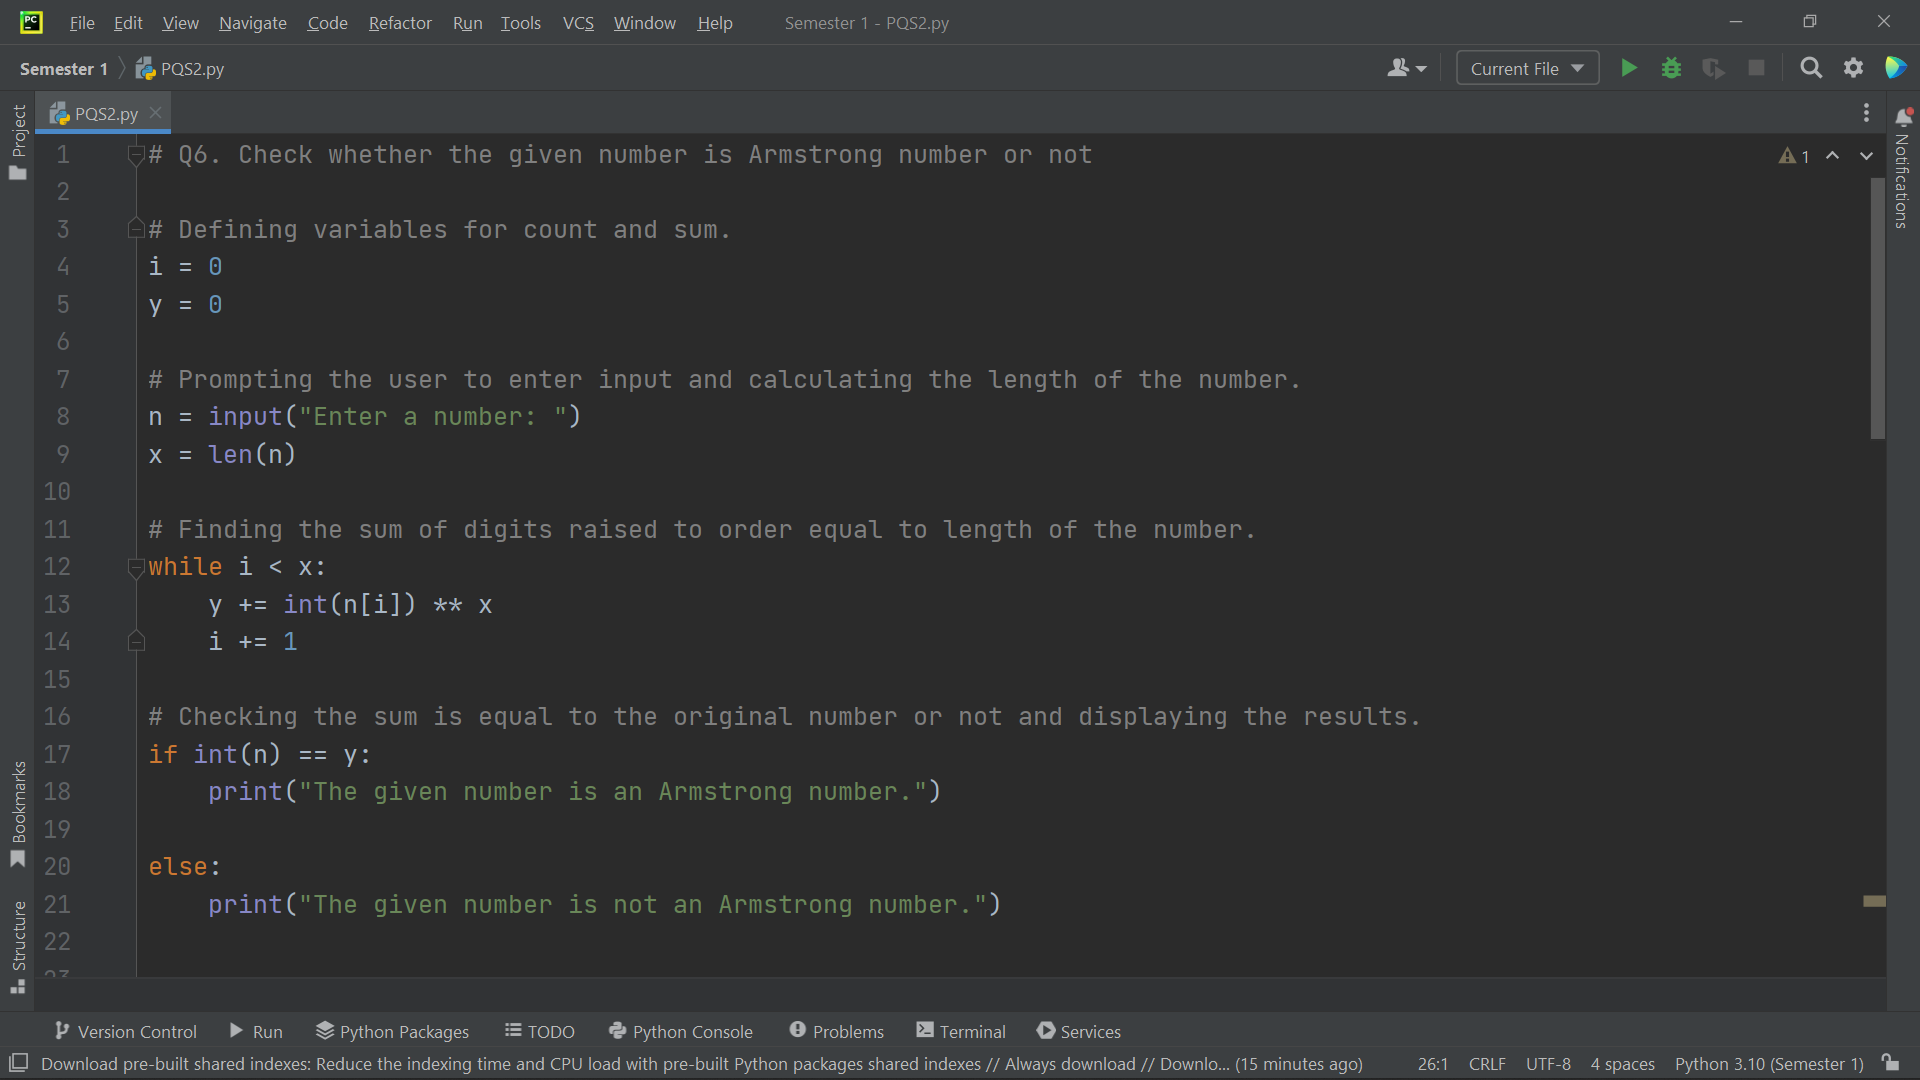 PC File Edit View Navigate Code Refactor Run Tools VCS Window Help Semester 1 - PQS2.py
Semester 1 PQS2.py Current File
PQS2.py
Project
Notifications
Bookmarks
Structure
1
1 # Q6. Check whether the given number is Armstrong number or not
2
3 # Defining variables for count and sum.
4 i = 0
5 y = 0
6
7 # Prompting the user to enter input and calculating the length of the number.
8 n = input("Enter a number: ")
9 x = len(n)
10
11 # Finding the sum of digits raised to order equal to length of the number.
12 while i < x:
13     y += int(n[i]) ** x
14     i += 1
15
16 # Checking the sum is equal to the original number or not and displaying the results.
17 if int(n) == y:
18     print("The given number is an Armstrong number.")
19
20 else:
21     print("The given number is not an Armstrong number.")
22
23
Version Control Run Python Packages TODO Python Console Problems Terminal Services
Download pre-built shared indexes: Reduce the indexing time and CPU load with pre-built Python packages shared indexes // Always download // Downlo... (15 minutes ago) 26:1 CRLF UTF-8 4 spaces Python 3.10 (Semester 1)